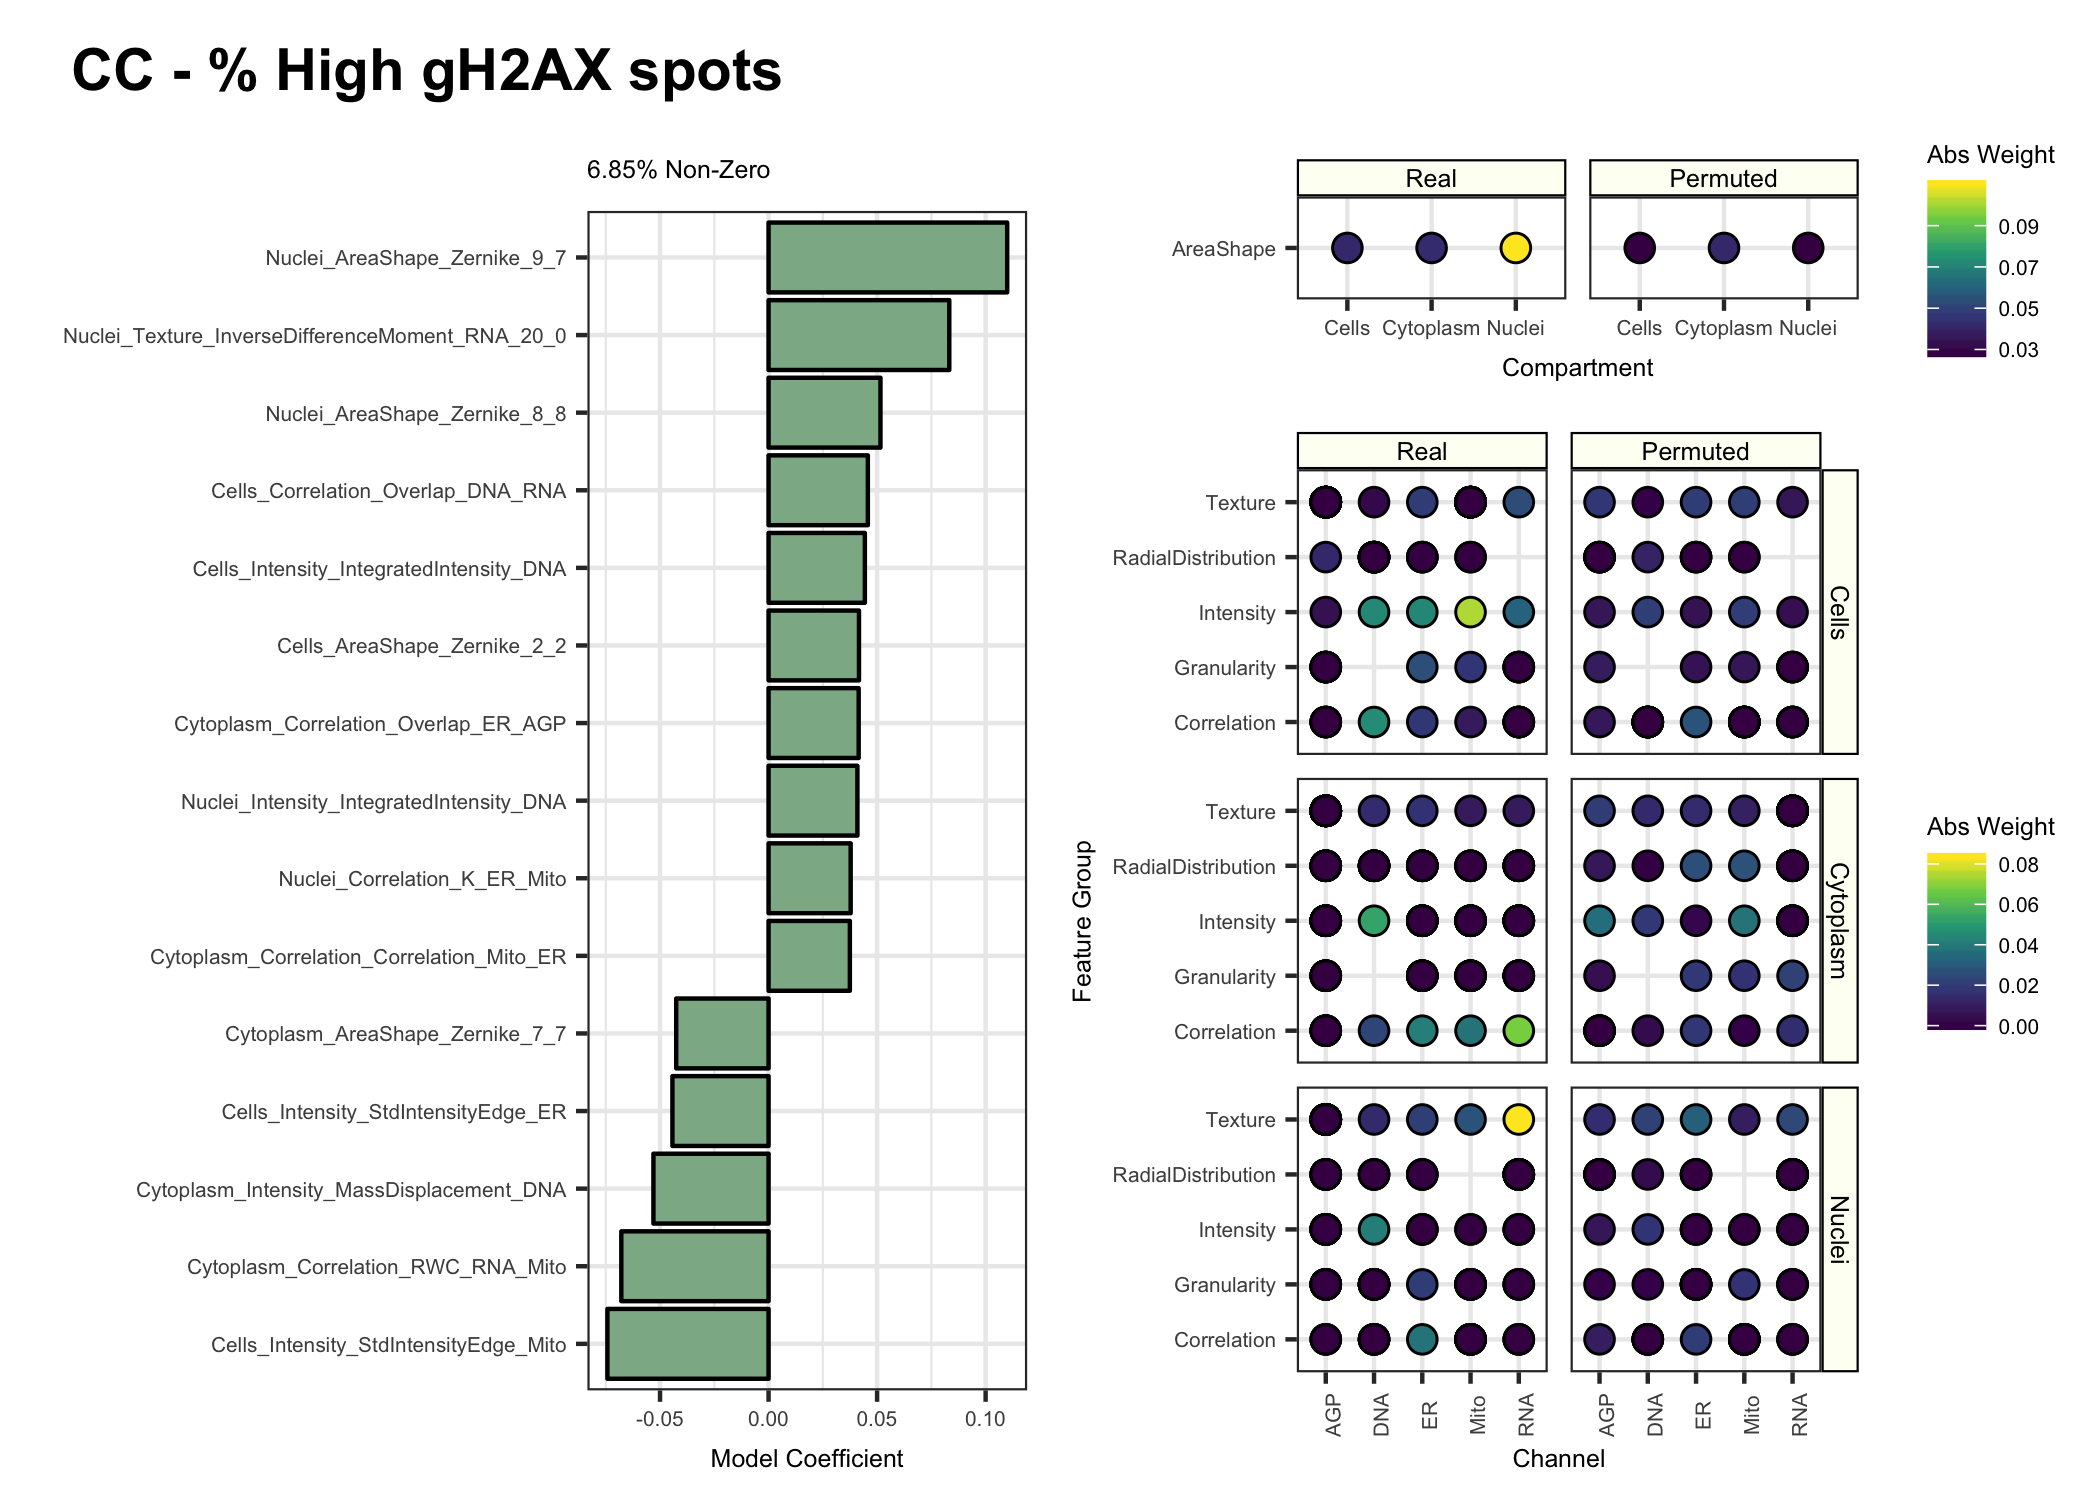 CC - % High gH2AX spots
6.85% Non-Zero
Nuclei_AreaShape_Zernike_9_7
Nuclei_Texture_InverseDifferenceMoment_RNA_20_0
Nuclei_AreaShape_Zernike_8_8
Cells_Correlation_Overlap_DNA_RNA
Cells_Intensity_IntegratedIntensity_DNA
Cells_AreaShape_Zernike_2_2
Cytoplasm_Correlation_Overlap_ER_AGP
Nuclei_Intensity_IntegratedIntensity_DNA
Nuclei_Correlation_K_ER_Mito
Cytoplasm_Correlation_Correlation_Mito_ER
Cytoplasm_AreaShape_Zernike_7_7
Cells_Intensity_StdIntensityEdge_ER
Cytoplasm_Intensity_MassDisplacement_DNA
Cytoplasm_Correlation_RWC_RNA_Mito
Cells_Intensity_StdIntensityEdge_Mito
-0.05 0.00 0.05 0.10
Model Coefficient
Real Permuted
AreaShape
Cells Cytoplasm Nuclei Cells Cytoplasm Nuclei
Compartment
Abs Weight
0.09
0.07
0.05
0.03
Real Permuted
Feature Group
Texture
RadialDistribution
Intensity
Granularity
Correlation
Cells
Texture
RadialDistribution
Intensity
Granularity
Correlation
Cytoplasm
Texture
RadialDistribution
Intensity
Granularity
Correlation
Nuclei
AGP DNA ER Mito RNA AGP DNA ER Mito RNA
Channel
Abs Weight
0.08
0.06
0.04
0.02
0.00